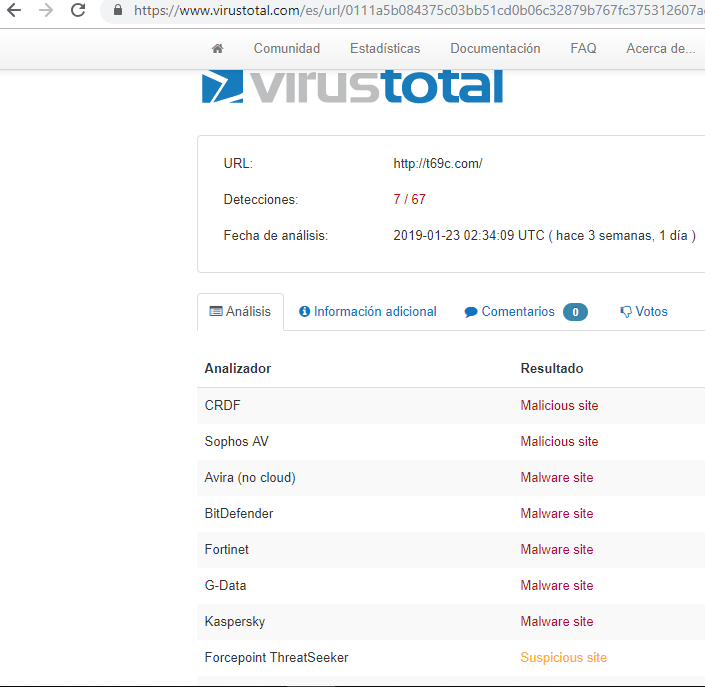 https://www.virustotal.com/es/url/0111a5b084375c03bb51cd0b06c32879b767fc375312607a
Comunidad Estadísticas Documentación FAQ Acerca de...
virustotal
URL: http://t69c.com/
Detecciones: 7 / 67
Fecha de análisis: 2019-01-23 02:34:09 UTC ( hace 3 semanas, 1 día )
Análisis Información adicional Comentarios 0 Votos
Analizador Resultado
CRDF Malicious site
Sophos AV Malicious site
Avira (no cloud) Malware site
BitDefender Malware site
Fortinet Malware site
G-Data Malware site
Kaspersky Malware site
Forcepoint ThreatSeeker Suspicious site